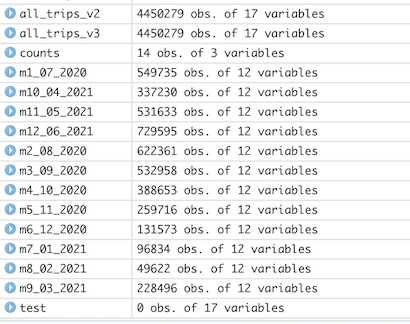 all_trips_v2 4450279 obs. of 17 variables
all_trips_v3 4450279 obs. of 17 variables
counts 14 obs. of 3 variables
m1_07_2020 549735 obs. of 12 variables
m10_04_2021 337230 obs. of 12 variables
m11_05_2021 531633 obs. of 12 variables
m12_06_2021 729595 obs. of 12 variables
m2_08_2020 622361 obs. of 12 variables
m3_09_2020 532958 obs. of 12 variables
m4_10_2020 388653 obs. of 12 variables
m5_11_2020 259716 obs. of 12 variables
m6_12_2020 131573 obs. of 12 variables
m7_01_2021 96834 obs. of 12 variables
m8_02_2021 49622 obs. of 12 variables
m9_03_2021 228496 obs. of 12 variables
test 0 obs. of 17 variables